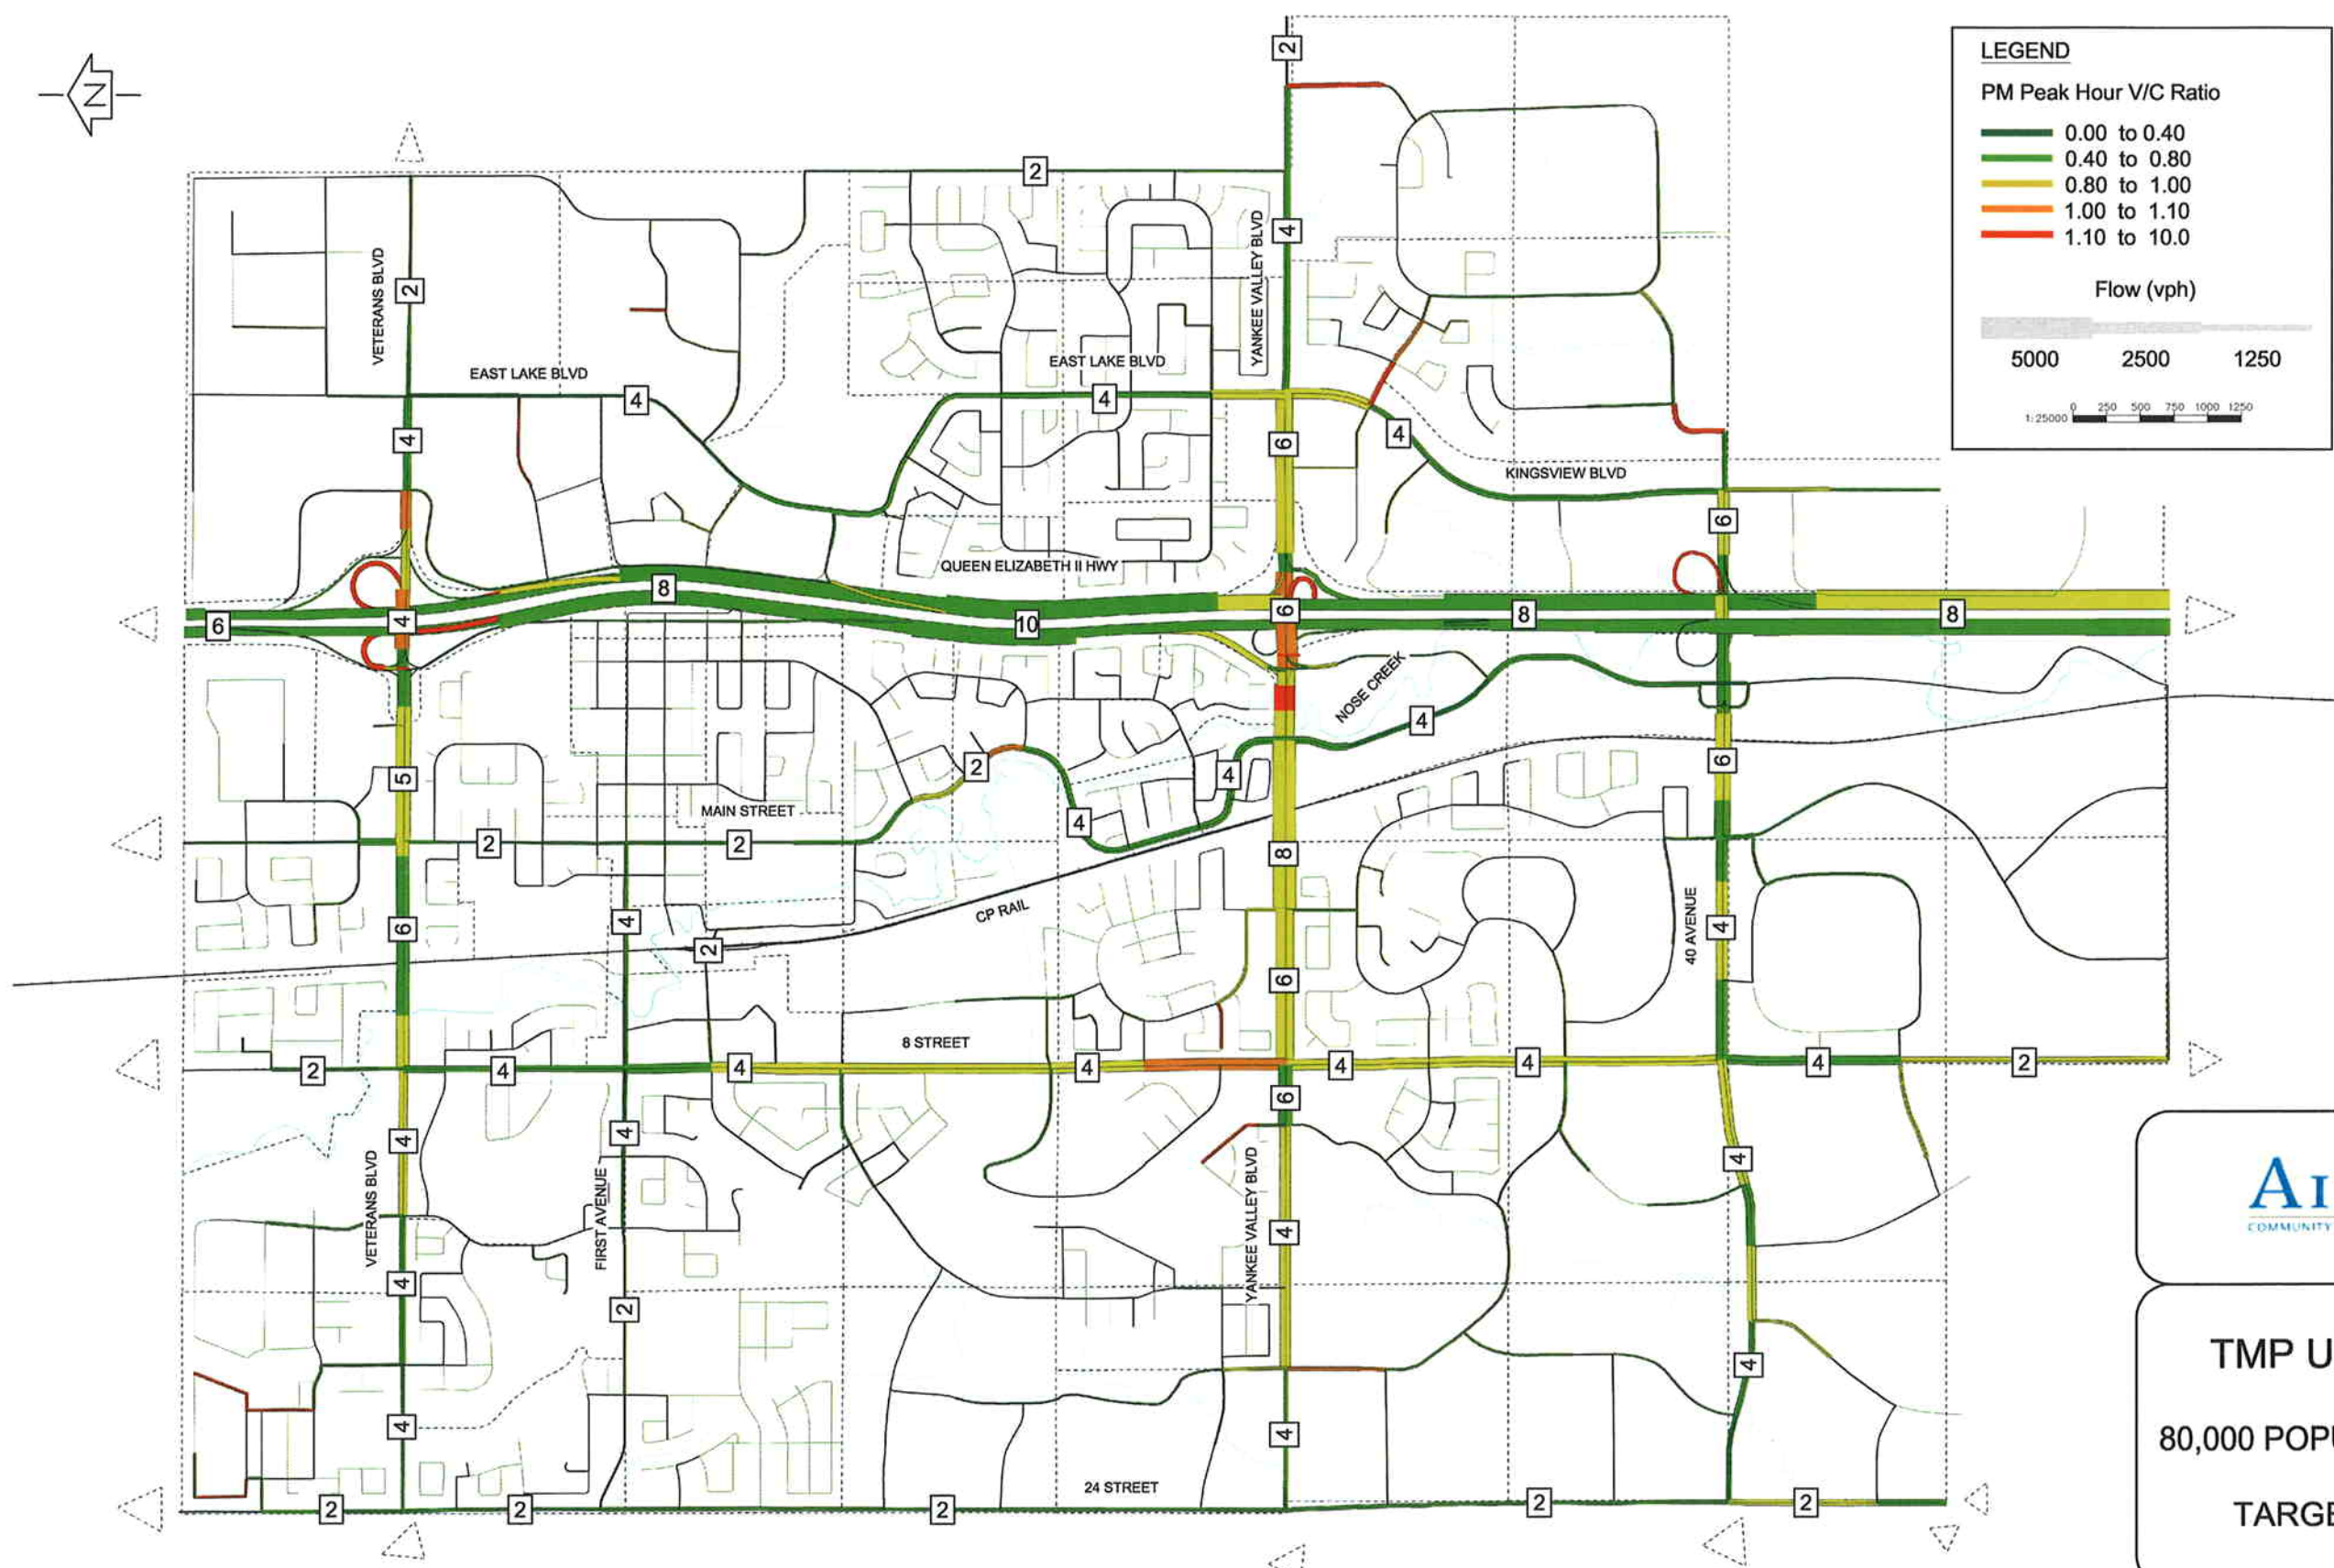 N
LEGEND
PM Peak Hour V/C Ratio
0.00 to 0.40
0.40 to 0.80
0.80 to 1.00
1.00 to 1.10
1.10 to 10.0
Flow (vph)
5000 2500 1250
1:25000 0 250 500 750 1000 1250
2
2
4
VETERANS BLVD
2
YANKEE VALLEY BLVD
EAST LAKE BLVD
4
EAST LAKE BLVD
4
4
6
4
KINGSVIEW BLVD
6
QUEEN ELIZABETH II HWY
6
4
8
10
6
8
8
NOSE CREEK
4
5
2
4
6
MAIN STREET
2
2
4
8
6
4
2
CP RAIL
40 AVENUE
4
6
8 STREET
2
4
4
4
4
4
4
2
6
4
4
4
VETERANS BLVD
FIRST AVENUE
YANKEE VALLEY BLVD
4
4
2
4
4
4
24 STREET
2
2
2
2
2
AI
COMMUNITY
TMP U
80,000 POPU
TARGE